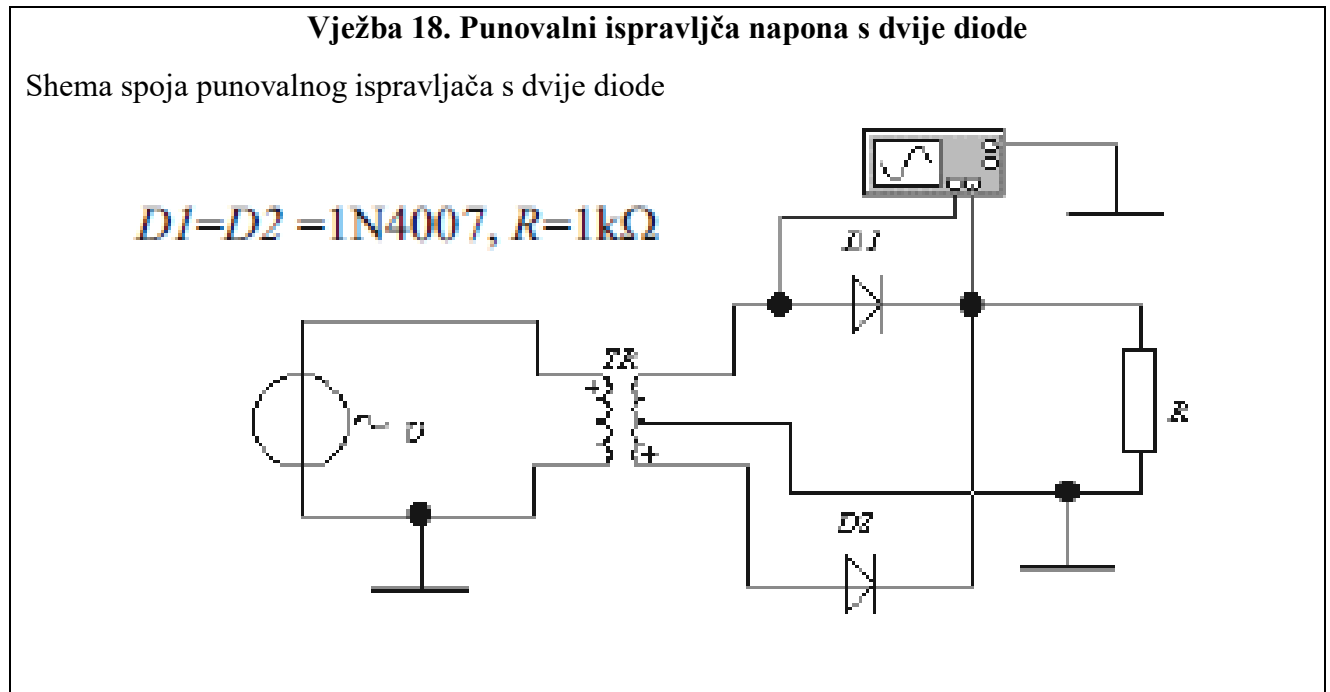 Vježba 18. Punovalni ispravljča napona s dvije diode
Shema spoja punovalnog ispravljača s dvije diode
D1=D2 =1N4007, R=1kΩ
D1
TR
+
D
R
+
D2